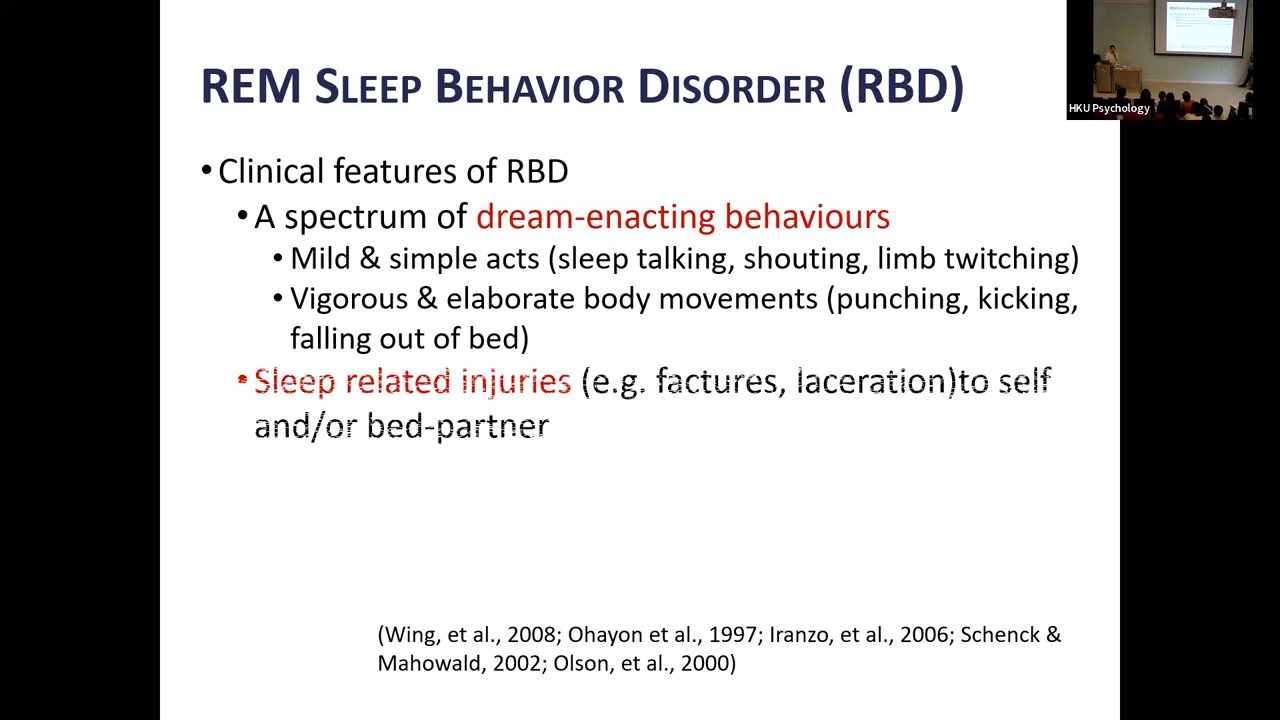 REM SLEEP BEHAVIOR DISORDER (RBD)
HKU Psychology
• Clinical features of RBD
• A spectrum of dream-enacting behaviours
• Mild & simple acts (sleep talking, shouting, limb twitching)
• Vigorous & elaborate body movements (punching, kicking,
falling out of bed)
• Sleep related injuries (e.g. factures, laceration)to self
and/or bed-partner
(Wing, et al., 2008; Ohayon et al., 1997; Iranzo, et al., 2006; Schenck &
Mahowald, 2002; Olson, et al., 2000)